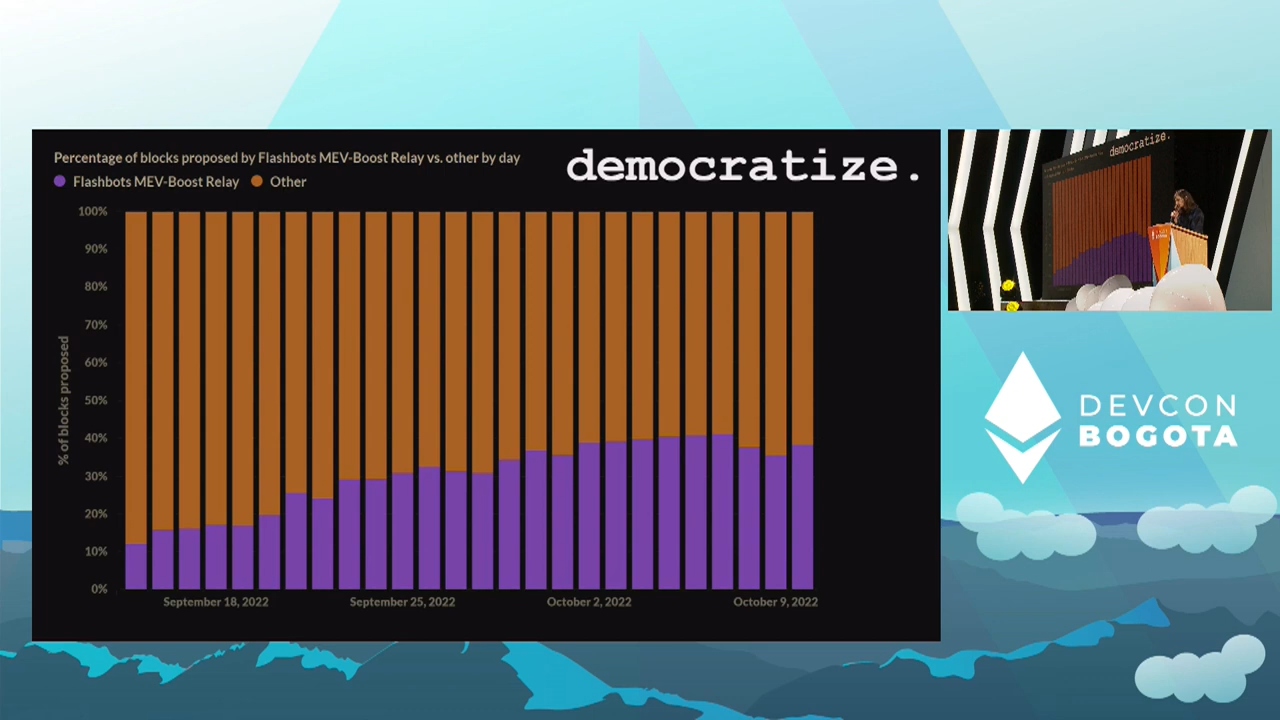 Percentage of blocks proposed by Flashbots MEV-Boost Relay vs. other by day
Flashbots MEV-Boost Relay Other
democratize.
100%
90%
80%
70%
60%
50%
40%
30%
20%
10%
0%
% of blocks proposed
September 18, 2022 September 25, 2022 October 2, 2022 October 9, 2022
democratize.
DEVCON
BOGOTA